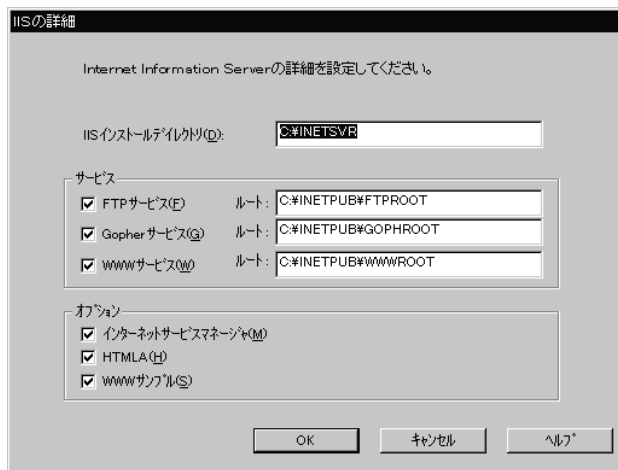 IISの詳細
Internet Information Serverの詳細を設定してください。
IISインストールディレクトリ(D): C:¥INETSVR
サービス
FTPサービス(F) ルート: C:¥INETPUB¥FTPROOT
Gopherサービス(G) ルート: C:¥INETPUB¥GOPHROOT
WWWサービス(W) ルート: C:¥INETPUB¥WWWROOT
オプション
インターネットサービスマネージャ(M)
HTMLA(H)
WWWサンプル(S)
OK キャンセル ヘルプ